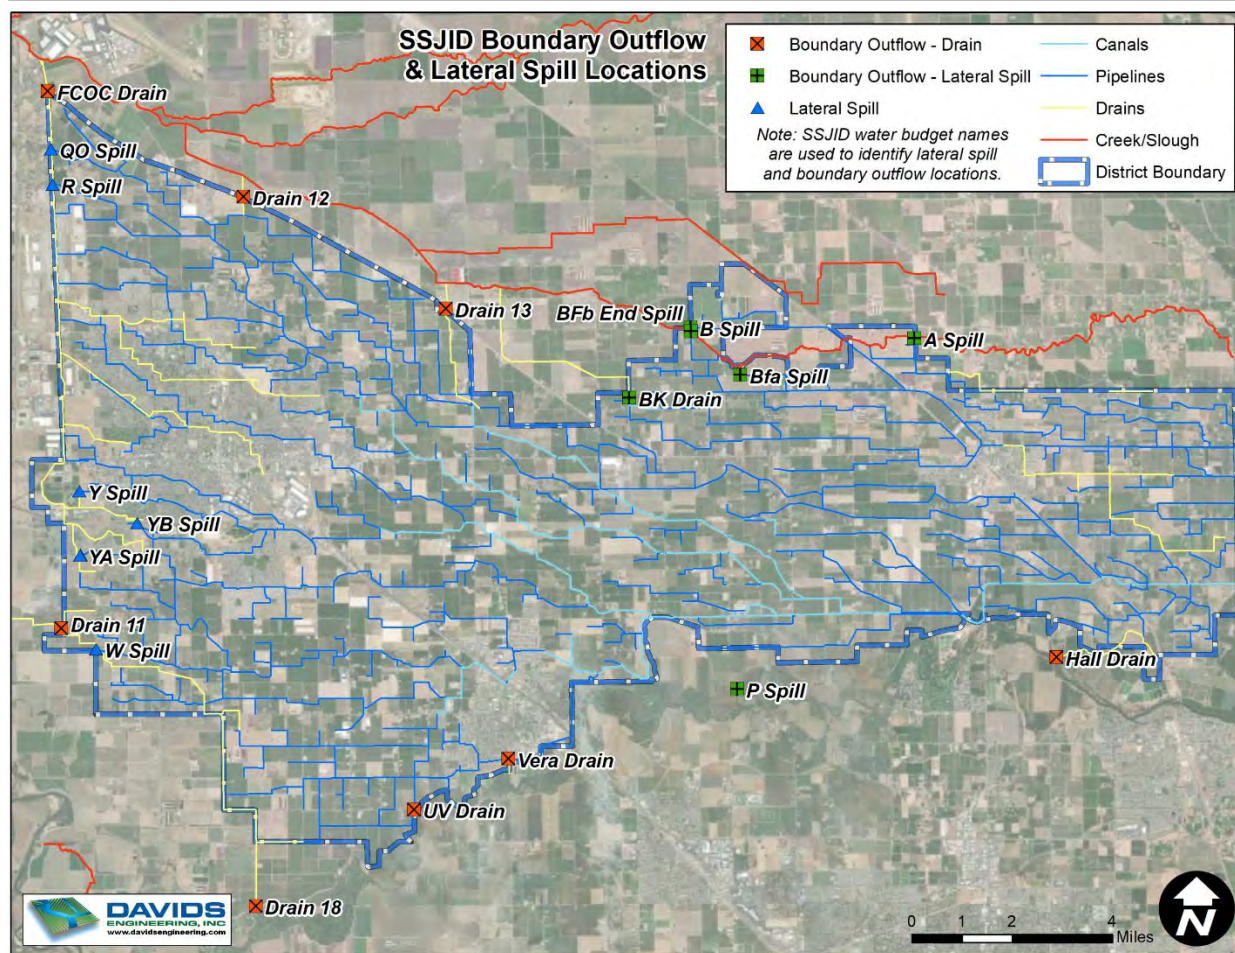 SSJID Boundary Outflow
& Lateral Spill Locations
Boundary Outflow - Drain
Boundary Outflow - Lateral Spill
Lateral Spill
Note: SSJID water budget names
are used to identify lateral spill
and boundary outflow locations.
Canals
Pipelines
Drains
Creek/Slough
District Boundary
FCOC Drain
QO Spill
R Spill
Drain 12
Drain 13
BFb End Spill
B Spill
A Spill
Bfa Spill
BK Drain
Y Spill
YB Spill
YA Spill
Drain 11
W Spill
Hall Drain
P Spill
Vera Drain
UV Drain
Drain 18
DAVIDS
ENGINEERING, INC
www.davidsengineering.com
0 1 2 4
Miles
N